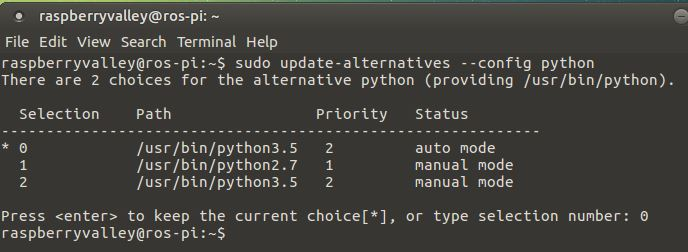 raspberryvalley@ros-pi: ~
File Edit View Search Terminal Help
raspberryvalley@ros-pi:~$ sudo update-alternatives --config python
There are 2 choices for the alternative python (providing /usr/bin/python).
  Selection    Path                Priority   Status
------------------------------------------------------------
* 0            /usr/bin/python3.5   2         auto mode
  1            /usr/bin/python2.7   1         manual mode
  2            /usr/bin/python3.5   2         manual mode
Press <enter> to keep the current choice[*], or type selection number: 0
raspberryvalley@ros-pi:~$